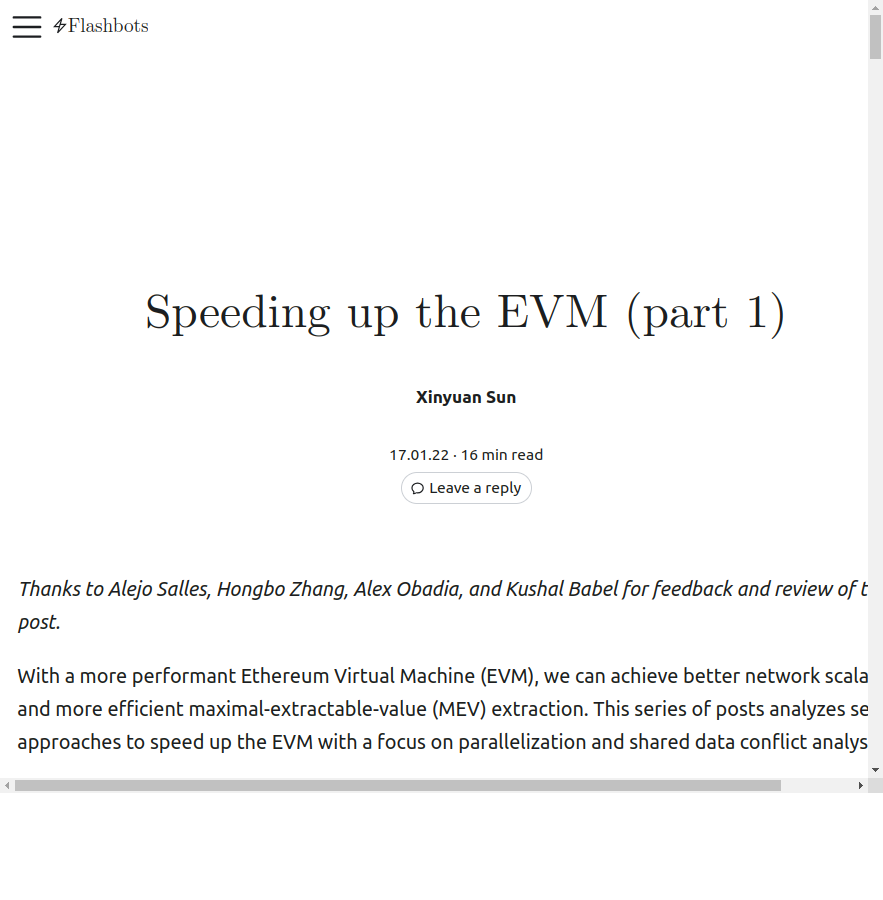 Flashbots
Speeding up the EVM (part 1)
Xinyuan Sun
17.01.22 · 16 min read
Leave a reply
Thanks to Alejo Salles, Hongbo Zhang, Alex Obadia, and Kushal Babel for feedback and review of t
post.
With a more performant Ethereum Virtual Machine (EVM), we can achieve better network scala
and more efficient maximal-extractable-value (MEV) extraction. This series of posts analyzes se
approaches to speed up the EVM with a focus on parallelization and shared data conflict analys